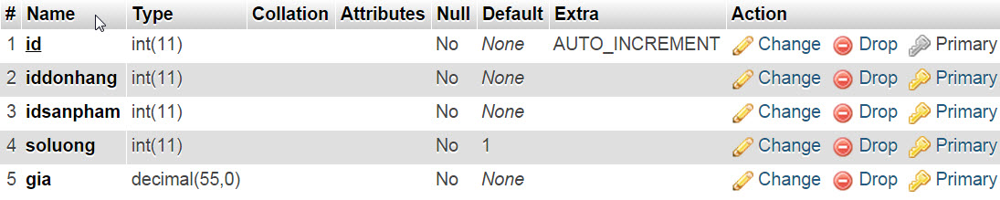 # Name Type Collation Attributes Null Default Extra Action
1 id int(11) No None AUTO_INCREMENT Change Drop Primary
2 iddonhang int(11) No None Change Drop Primary
3 idsanpham int(11) No None Change Drop Primary
4 soluong int(11) No 1 Change Drop Primary
5 gia decimal(55,0) No None Change Drop Primary